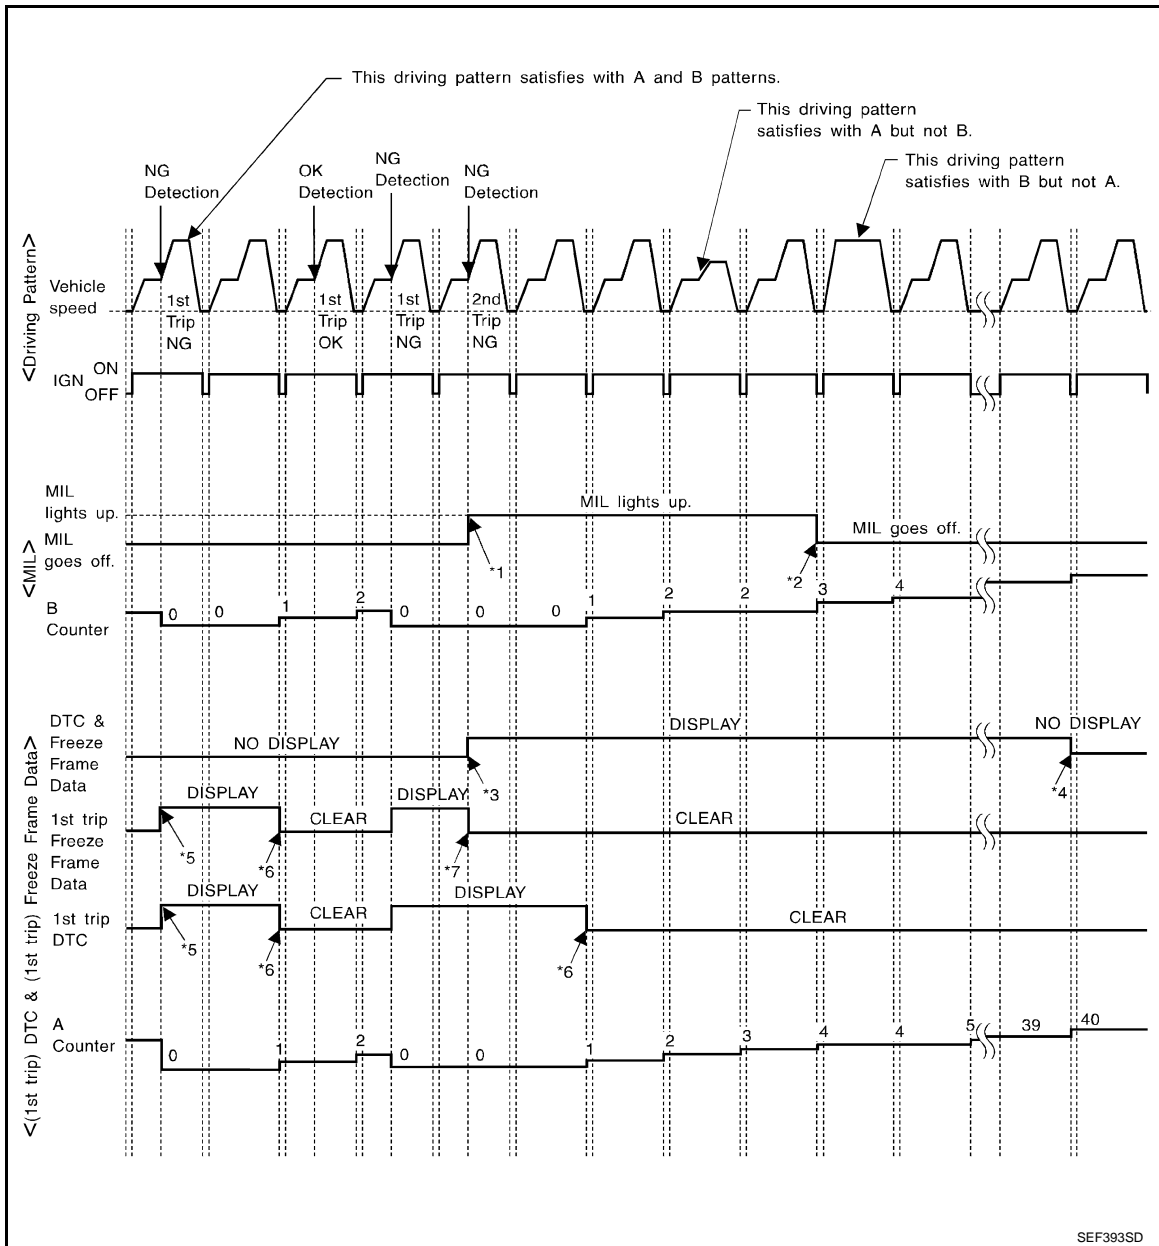 This driving pattern satisfies with A and B patterns.
This driving pattern
satisfies with A but not B.
This driving pattern
satisfies with B but not A.
NG
Detection
OK
Detection
NG
Detection
NG
Detection
<Driving Pattern>
Vehicle
speed
1st
Trip
NG
1st
Trip
OK
1st
Trip
NG
2nd
Trip
NG
IGN
ON
OFF
<MIL>
MIL
lights up.
MIL lights up.
MIL
goes off.
MIL goes off.
*1
*2
B
Counter
0 0 1 2 0 0 0 1 2 2 3 4
<(1st trip) DTC & (1st trip) Freeze Frame Data>
DTC &
Freeze
Frame
Data
NO DISPLAY
DISPLAY
NO DISPLAY
*3
*4
1st trip
Freeze
Frame
Data
DISPLAY
CLEAR
DISPLAY
CLEAR
*5
*6
*7
1st trip
DTC
DISPLAY
CLEAR
DISPLAY
CLEAR
*5
*6
*6
A
Counter
0 1 2 0 0 1 2 3 4 4 5 39 40
SEF393SD